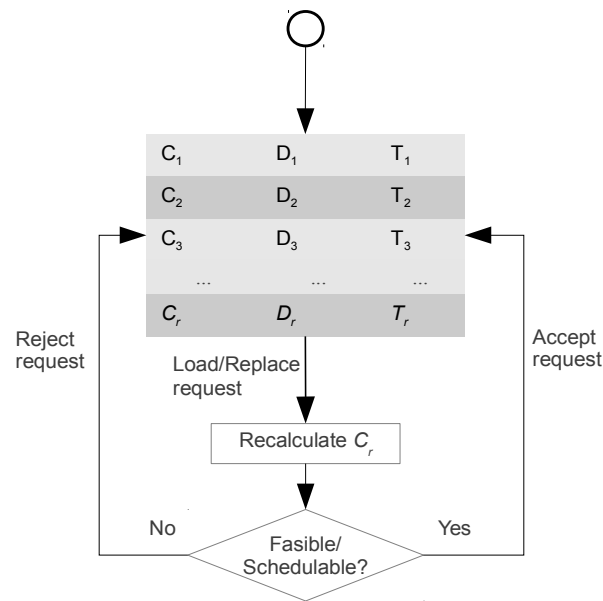 C₁ D₁ T₁
C₂ D₂ T₂
C₃ D₃ T₃
... ... ...
Cᵣ Dᵣ Tᵣ
Reject
request
Load/Replace
request
Accept
request
Recalculate Cᵣ
No
Yes
Fasible/
Schedulable?